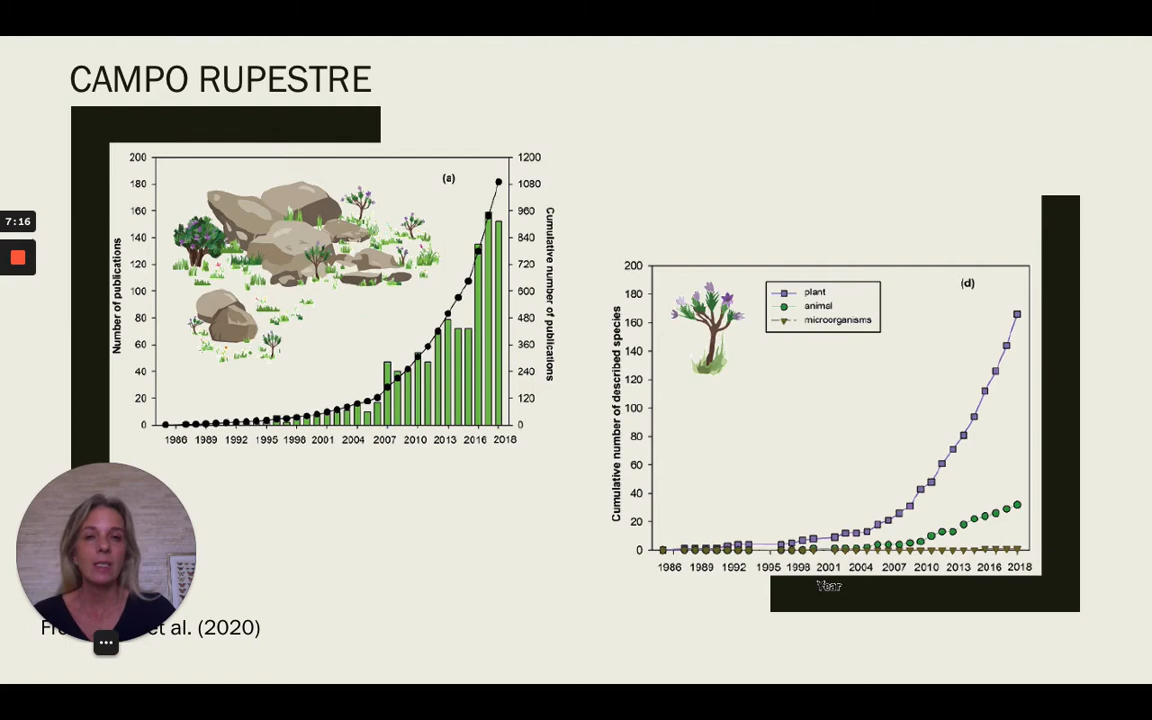 CAMPO RUPESTRE
7:16
(a)
Number of publications
200
180
160
140
120
100
80
60
40
20
0
1200
1080
960
840
720
600
480
360
240
120
0
Cumulative number of publications
1986 1989 1992 1995 1998 2001 2004 2007 2010 2013 2016 2018
(d)
plant
animal
microorganisms
Cumulative number of described species
200
180
160
140
120
100
80
60
40
20
0
1986 1989 1992 1995 1998 2001 2004 2007 2010 2013 2016 2018
Year
et al. (2020)